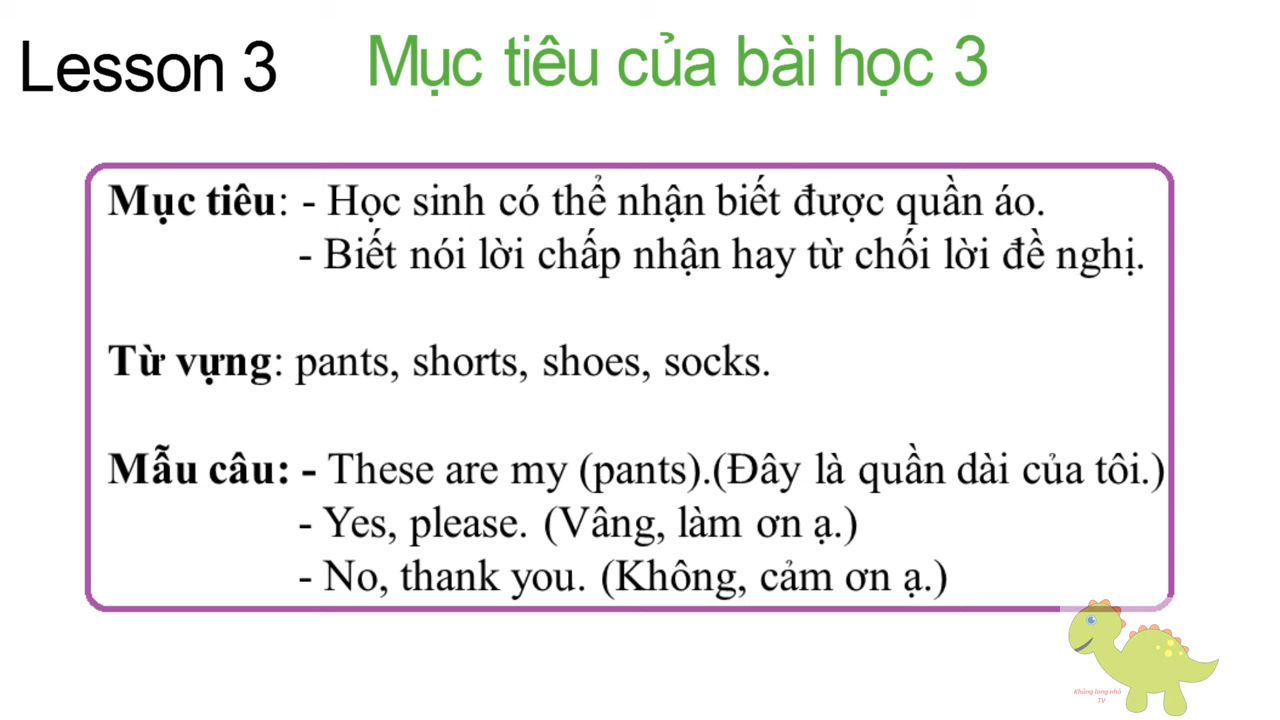 Lesson 3 Mục tiêu của bài học 3
Mục tiêu: - Học sinh có thể nhận biết được quần áo.
- Biết nói lời chấp nhận hay từ chối lời đề nghị.
Từ vựng: pants, shorts, shoes, socks.
Mẫu câu: - These are my (pants).(Đây là quần dài của tôi.)
- Yes, please. (Vâng, làm ơn ạ.)
- No, thank you. (Không, cảm ơn ạ.)
Khủng long nhỏ
TV